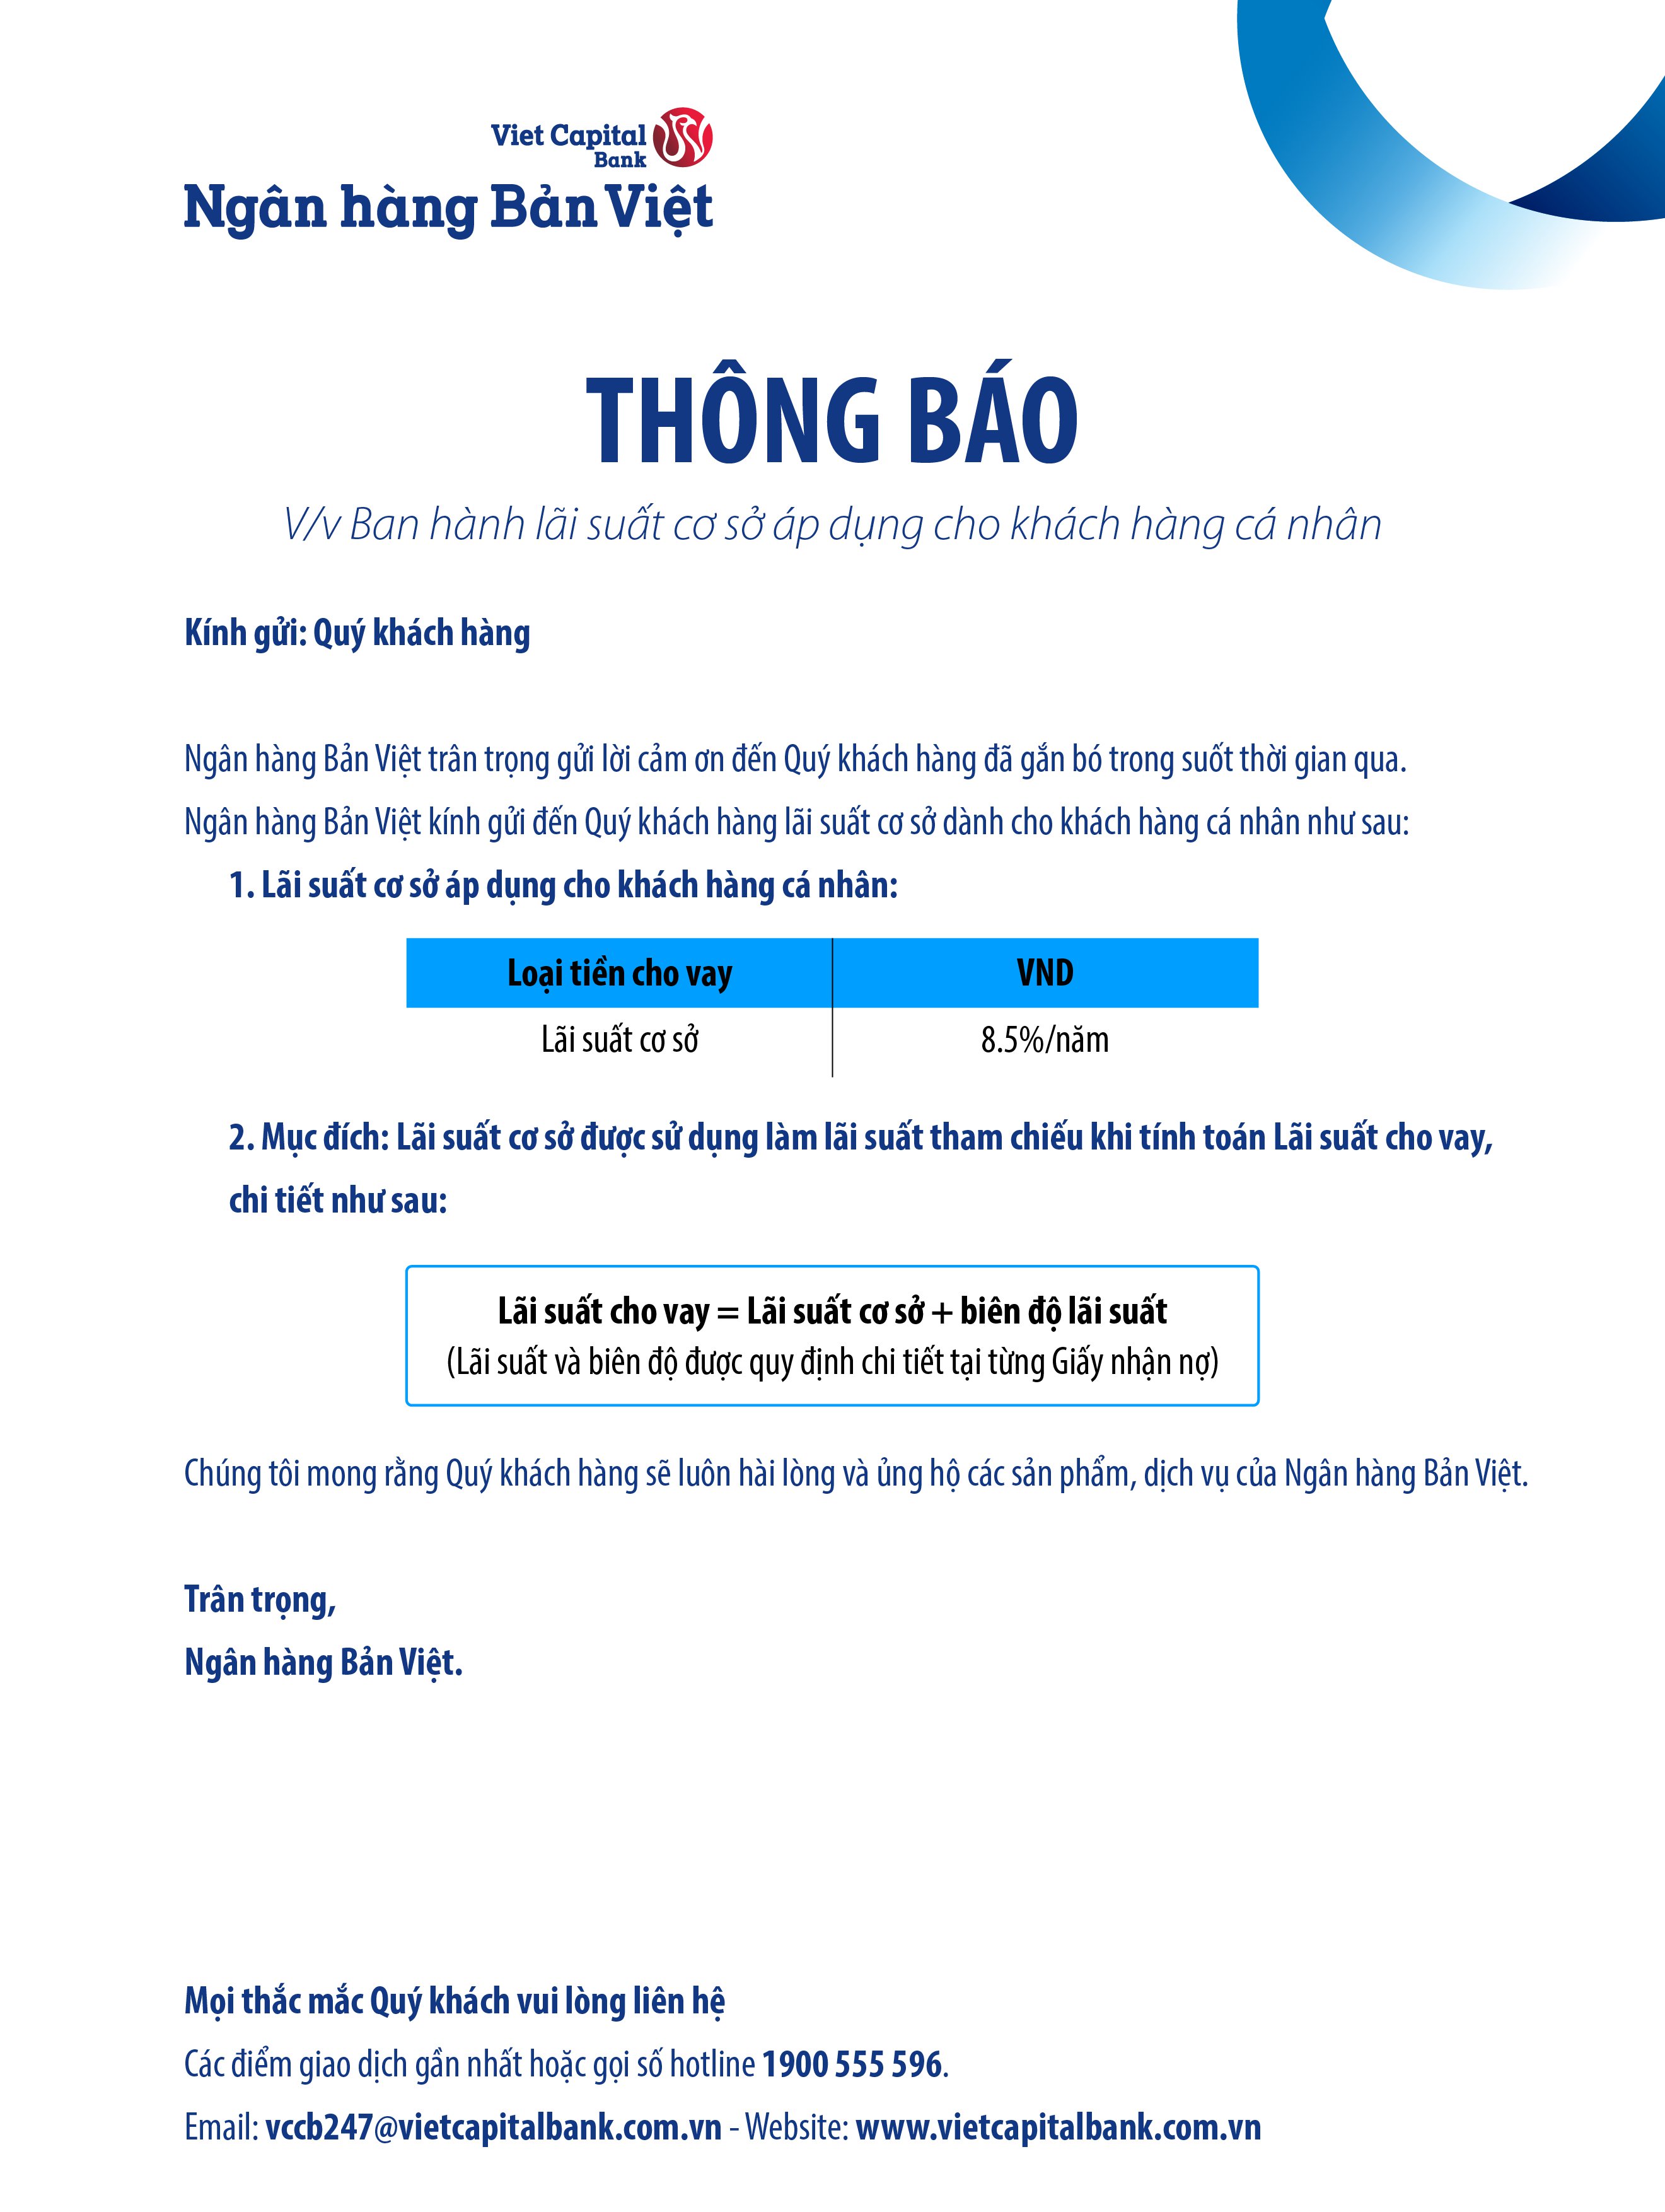 Viet Capital
Bank
Ngân hàng Bản Việt
THÔNG BÁO
V/v Ban hành lãi suất cơ sở áp dụng cho khách hàng cá nhân
Kính gửi: Quý khách hàng
Ngân hàng Bản Việt trân trọng gửi lời cảm ơn đến Quý khách hàng đã gắn bó trong suốt thời gian qua.
Ngân hàng Bản Việt kính gửi đến Quý khách hàng lãi suất cơ sở dành cho khách hàng cá nhân như sau:
1. Lãi suất cơ sở áp dụng cho khách hàng cá nhân:
Loại tiền cho vay VND
Lãi suất cơ sở 8.5%/năm
2. Mục đích: Lãi suất cơ sở được sử dụng làm lãi suất tham chiếu khi tính toán Lãi suất cho vay,
chi tiết như sau:
Lãi suất cho vay = Lãi suất cơ sở + biên độ lãi suất
(Lãi suất và biên độ được quy định chi tiết tại từng Giấy nhận nợ)
Chúng tôi mong rằng Quý khách hàng sẽ luôn hài lòng và ủng hộ các sản phẩm, dịch vụ của Ngân hàng Bản Việt.
Trân trọng,
Ngân hàng Bản Việt.
Mọi thắc mắc Quý khách vui lòng liên hệ
Các điểm giao dịch gần nhất hoặc gọi số hotline 1900 555 596.
Email: vccb247@vietcapitalbank.com.vn - Website: www.vietcapitalbank.com.vn